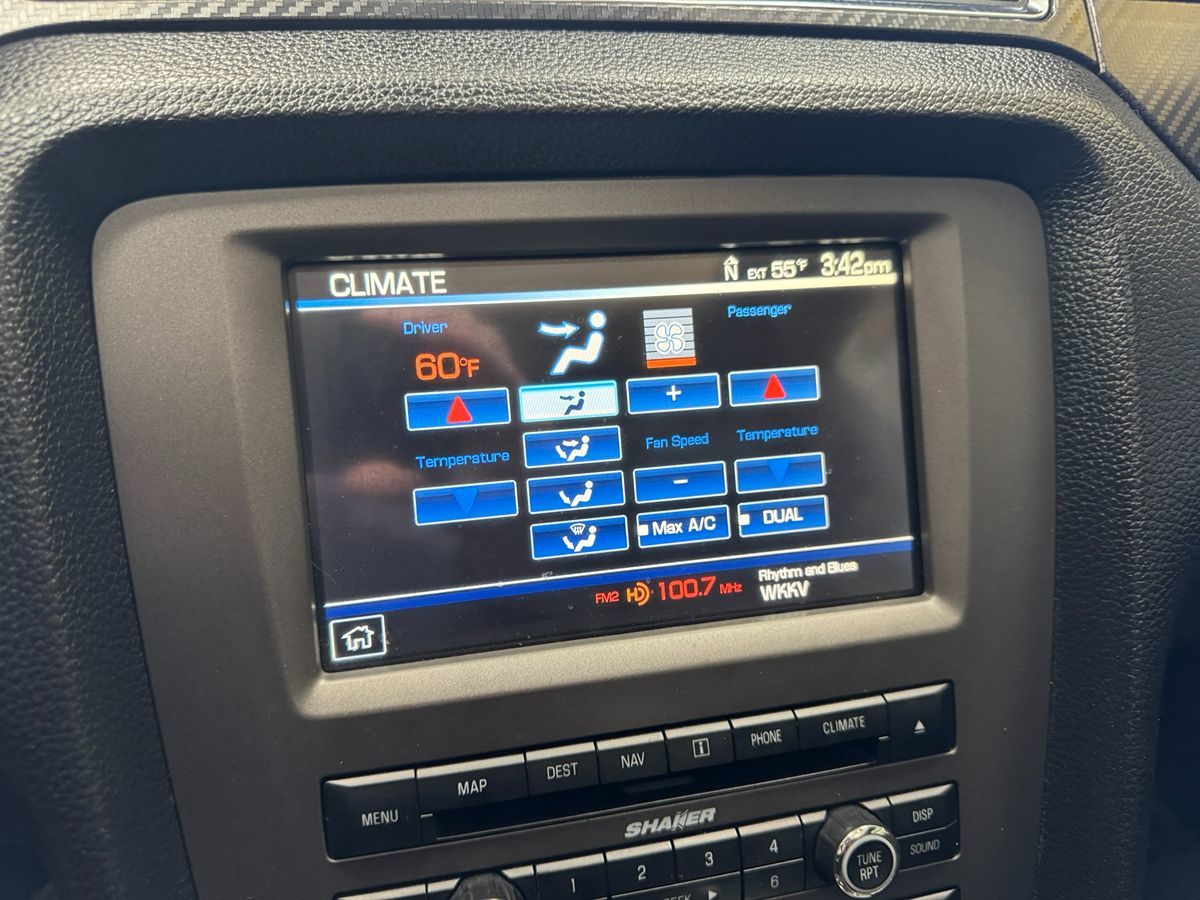 CLIMATE
N EXT 55°F 3:42pm
Driver
Passenger
60°F
+
Temperature
Fan Speed
Temperature
-
Max A/C
DUAL
FM2 HD 100.7 MHz
Rhythm and Blues
WKKV
MENU
MAP
DEST
NAV
i
PHONE
CLIMATE
SHAKER
1
2
3
4
6
TUNE
RPT
DISP
SOUND